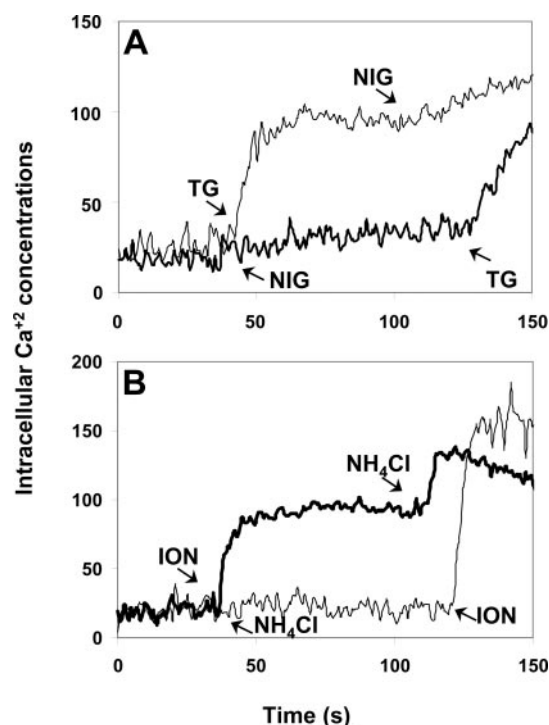 Intracellular Ca⁺² concentrations
A
150
100
50
0
NIG
TG
NIG
TG
0 50 100 150
B
200
150
100
50
0
NH₄Cl
ION
NH₄Cl
ION
0 50 100 150
Time (s)